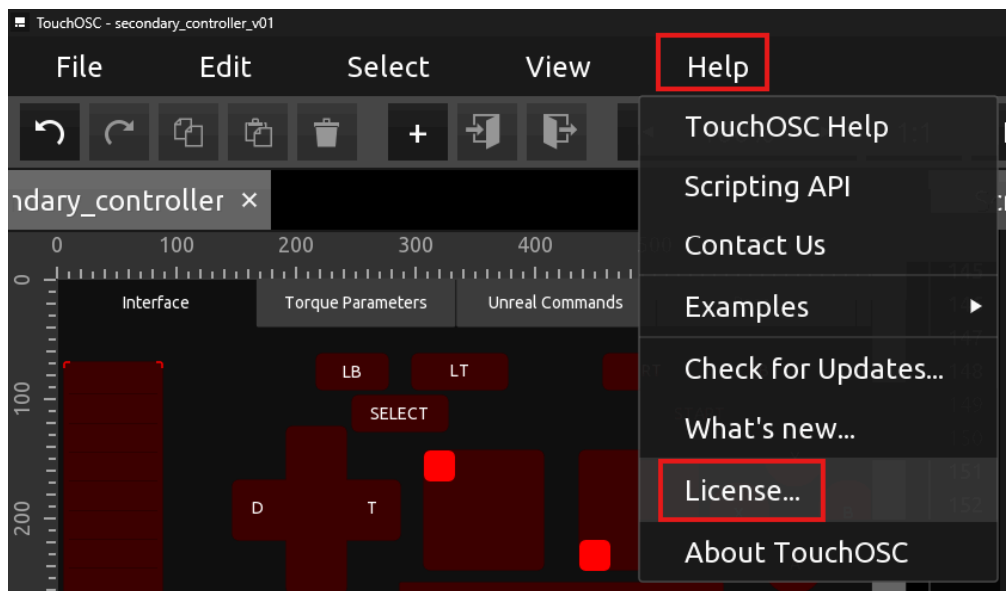 TouchOSC - secondary_controller_v01
File Edit Select View Help
TouchOSC Help
Scripting API
Contact Us
Examples
Check for Updates...
What's new...
License...
About TouchOSC
ndary_controller ×
0 100 200 300 400
0
100
200
Interface Torque Parameters Unreal Commands
LB LT
SELECT
D T